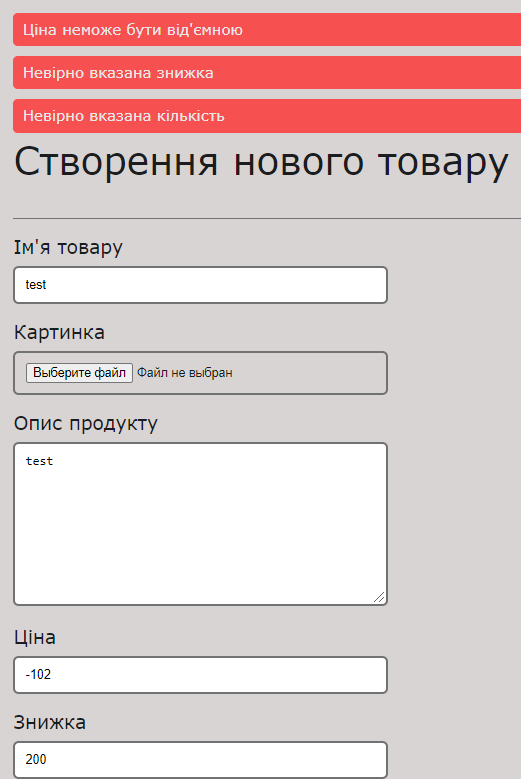 Ціна неможе бути від'ємною
Невірно вказана знижка
Невірно вказана кількість
Створення нового товару
Ім'я товару
test
Картинка
Выберите файл Файл не выбран
Опис продукту
test
Ціна
-102
Знижка
200